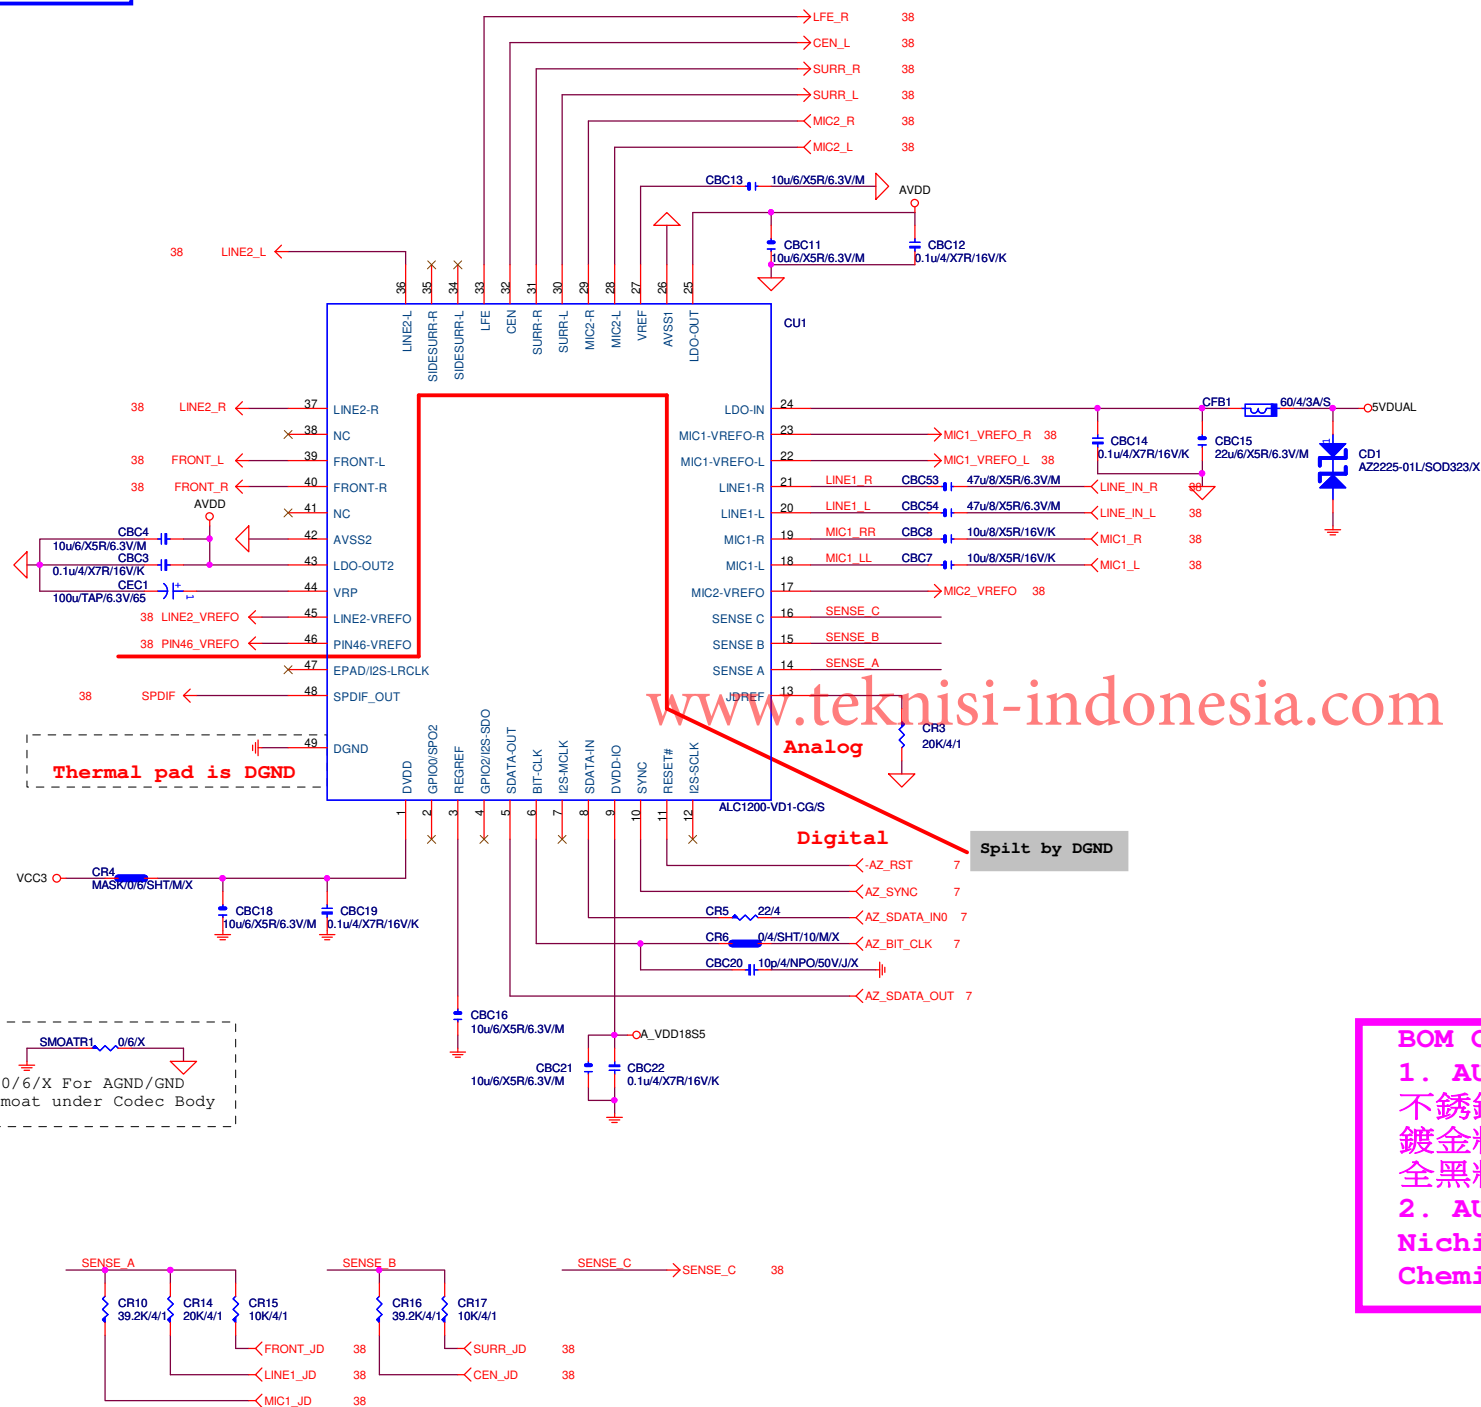 LFE_R 38
CEN_L 38
SURR_R 38
SURR_L 38
MIC2_R 38
MIC2_L 38
CBC13 10u/6/X5R/6.3V/M
AVDD
CBC11
10u/6/X5R/6.3V/M
CBC12
0.1u/4/X7R/16V/K
38 LINE2_L
36 35 34 33 32 31 30 29 28 27 26 25
LINE2-L SIDESURR-R SIDESURR-L LFE CEN SURR-R SURR-L MIC2-R MIC2-L VREF AVSS1 LDO-OUT
CU1
38 LINE2_R 37 LINE2-R
38 NC
38 FRONT_L 39 FRONT-L
38 FRONT_R 40 FRONT-R
AVDD
41 NC
CBC4
10u/6/X5R/6.3V/M
42 AVSS2
CBC3
0.1u/4/X7R/16V/K
43 LDO-OUT2
CEC1
100u/TAP/6.3V/65
+
1
44 VRP
38 LINE2_VREFO 45 LINE2-VREFO
38 PIN46_VREFO 46 PIN46-VREFO
47 EPAD/I2S-LRCLK
38 SPDIF 48 SPDIF_OUT
49 DGND
Thermal pad is DGND
LDO-IN 24
CFB1 60/4/3A/S
5VDUAL
MIC1-VREFO-R 23 MIC1_VREFO_R 38
CBC14
0.1u/4/X7R/16V/K
CBC15
22u/6/X5R/6.3V/M
1
CD1
AZ2225-01L/SOD323/X
MIC1-VREFO-L 22 MIC1_VREFO_L 38
LINE1-R 21 LINE1_R CBC53 47u/8/X5R/6.3V/M LINE_IN_R 38
LINE1-L 20 LINE1_L CBC54 47u/8/X5R/6.3V/M LINE_IN_L 38
MIC1-R 19 MIC1_RR CBC8 10u/8/X5R/16V/K MIC1_R 38
MIC1-L 18 MIC1_LL CBC7 10u/8/X5R/16V/K MIC1_L 38
MIC2-VREFO 17 MIC2_VREFO 38
SENSE C 16 SENSE_C
SENSE B 15 SENSE_B
SENSE A 14 SENSE_A
JDREF 13
www.teknisi-indonesia.com
CR3
20K/4/1
Analog
DVDD GPIO0/SPO2 REGREF GPIO2/I2S-SDO SDATA-OUT BIT-CLK I2S-MCLK SDATA-IN DVDD-IO SYNC RESET# I2S-SCLK
1 2 3 4 5 6 7 8 9 10 11 12
ALC1200-VD1-CG/S
Digital
Spilt by DGND
-AZ_RST 7
AZ_SYNC 7
CR5 22/4 AZ_SDATA_IN0 7
CR6 0/4/SHT/10/M/X AZ_BIT_CLK 7
CBC20 10p/4/NPO/50V/J/X
AZ_SDATA_OUT 7
VCC3
CR4
MASK/0/6/SHT/M/X
CBC18
10u/6/X5R/6.3V/M
CBC19
0.1u/4/X7R/16V/K
CBC16
10u/6/X5R/6.3V/M
A_VDD18S5
CBC21
10u/6/X5R/6.3V/M
CBC22
0.1u/4/X7R/16V/K
SMOATR1 0/6/X
0/6/X For AGND/GND
moat under Codec Body
BOM
1. AU
不銹
鍍金
全黑
2. AU
Nichi
Chemi
SENSE_A
CR10
39.2K/4/1
CR14
20K/4/1
CR15
10K/4/1
FRONT_JD 38
LINE1_JD 38
MIC1_JD 38
SENSE_B
CR16
39.2K/4/1
CR17
10K/4/1
SURR_JD 38
CEN_JD 38
SENSE_C SENSE_C 38